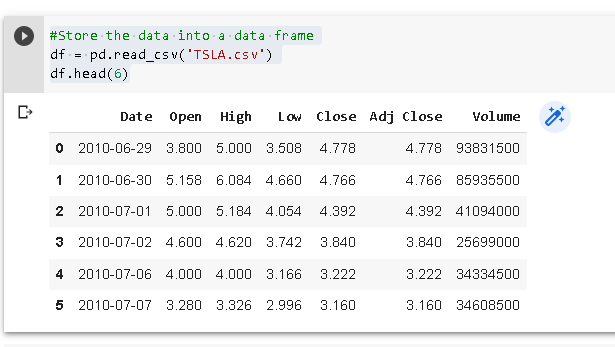 #Store the data into a data frame
df = pd.read_csv('TSLA.csv')
df.head(6)
Date Open High Low Close Adj Close Volume
0 2010-06-29 3.800 5.000 3.508 4.778 4.778 93831500
1 2010-06-30 5.158 6.084 4.660 4.766 4.766 85935500
2 2010-07-01 5.000 5.184 4.054 4.392 4.392 41094000
3 2010-07-02 4.600 4.620 3.742 3.840 3.840 25699000
4 2010-07-06 4.000 4.000 3.166 3.222 3.222 34334500
5 2010-07-07 3.280 3.326 2.996 3.160 3.160 34608500